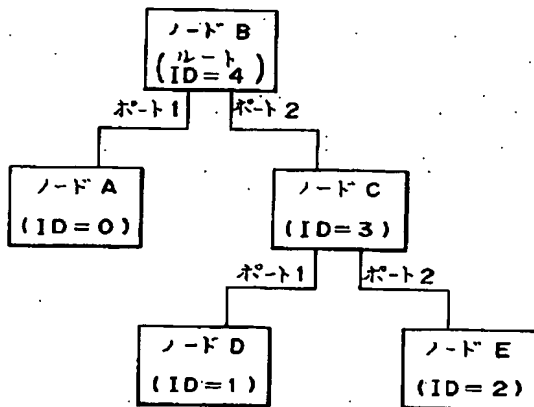 ノード B
(ルート
ID=4)
ポート1
ポート2
ノード A
(ID=0)
ノード C
(ID=3)
ポート1
ポート2
ノード D
(ID=1)
ノード E
(ID=2)